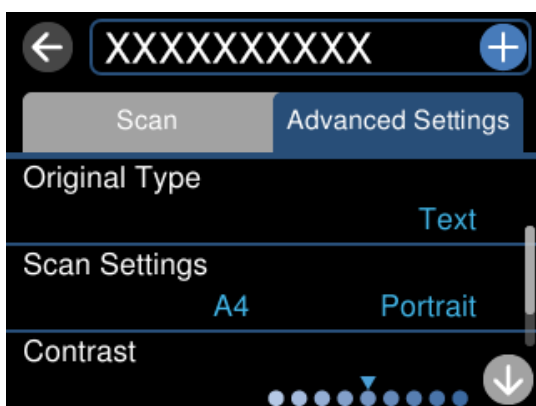 XXXXXXXXXX
Scan Advanced Settings
Original Type
Text
Scan Settings
A4 Portrait
Contrast